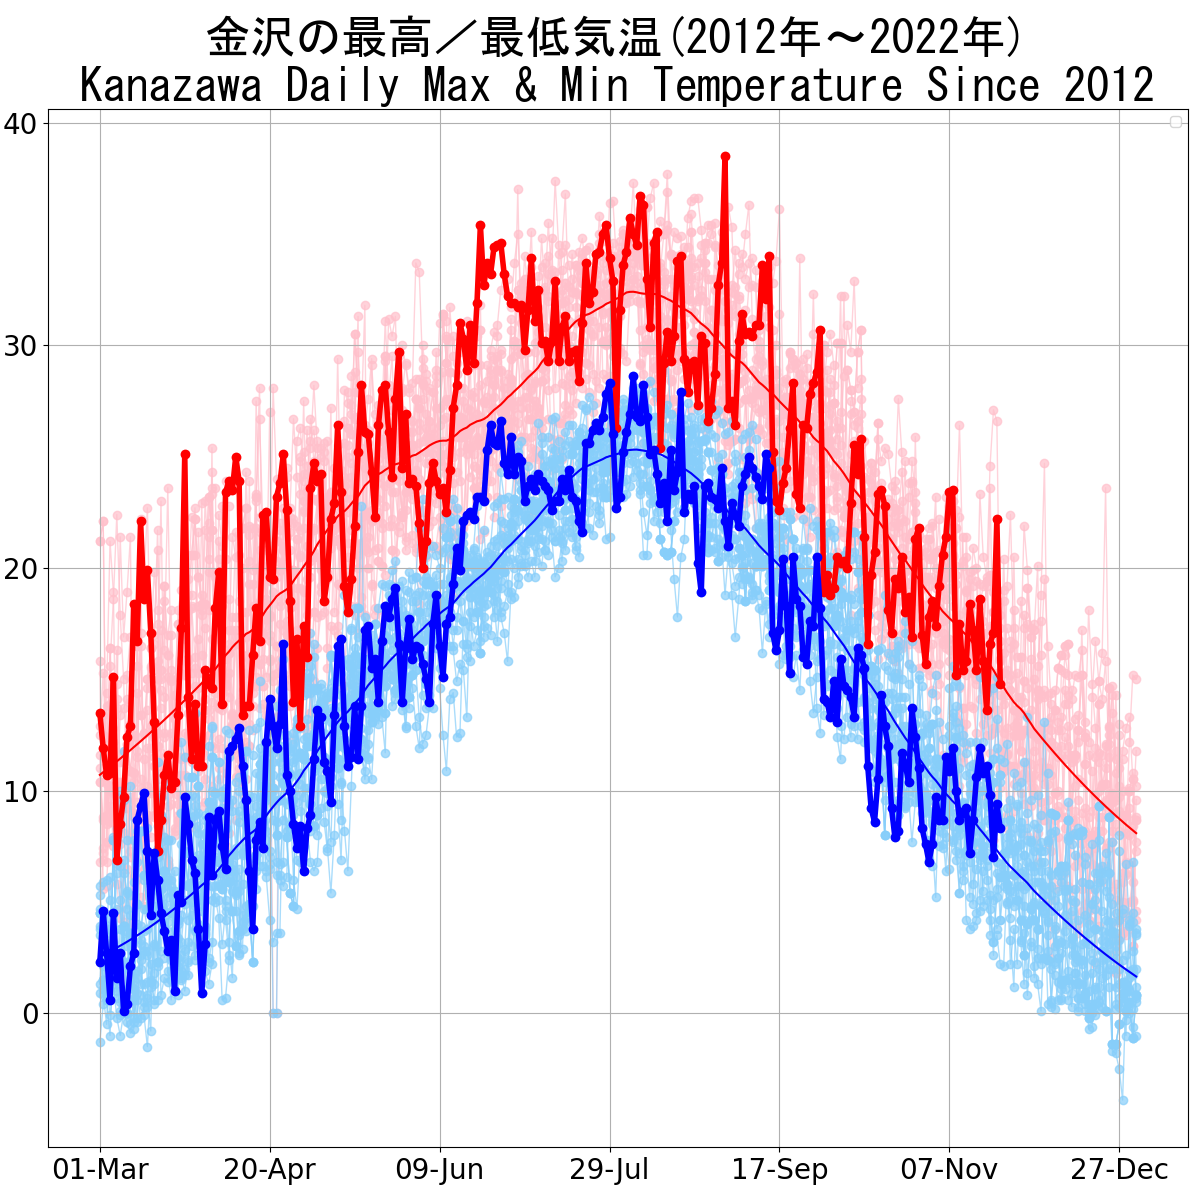 金沢の最高／最低気温(2012年～2022年)
Kanazawa Daily Max & Min Temperature Since 2012
40
30
20
10
0
01-Mar 20-Apr 09-Jun 29-Jul 17-Sep 07-Nov 27-Dec